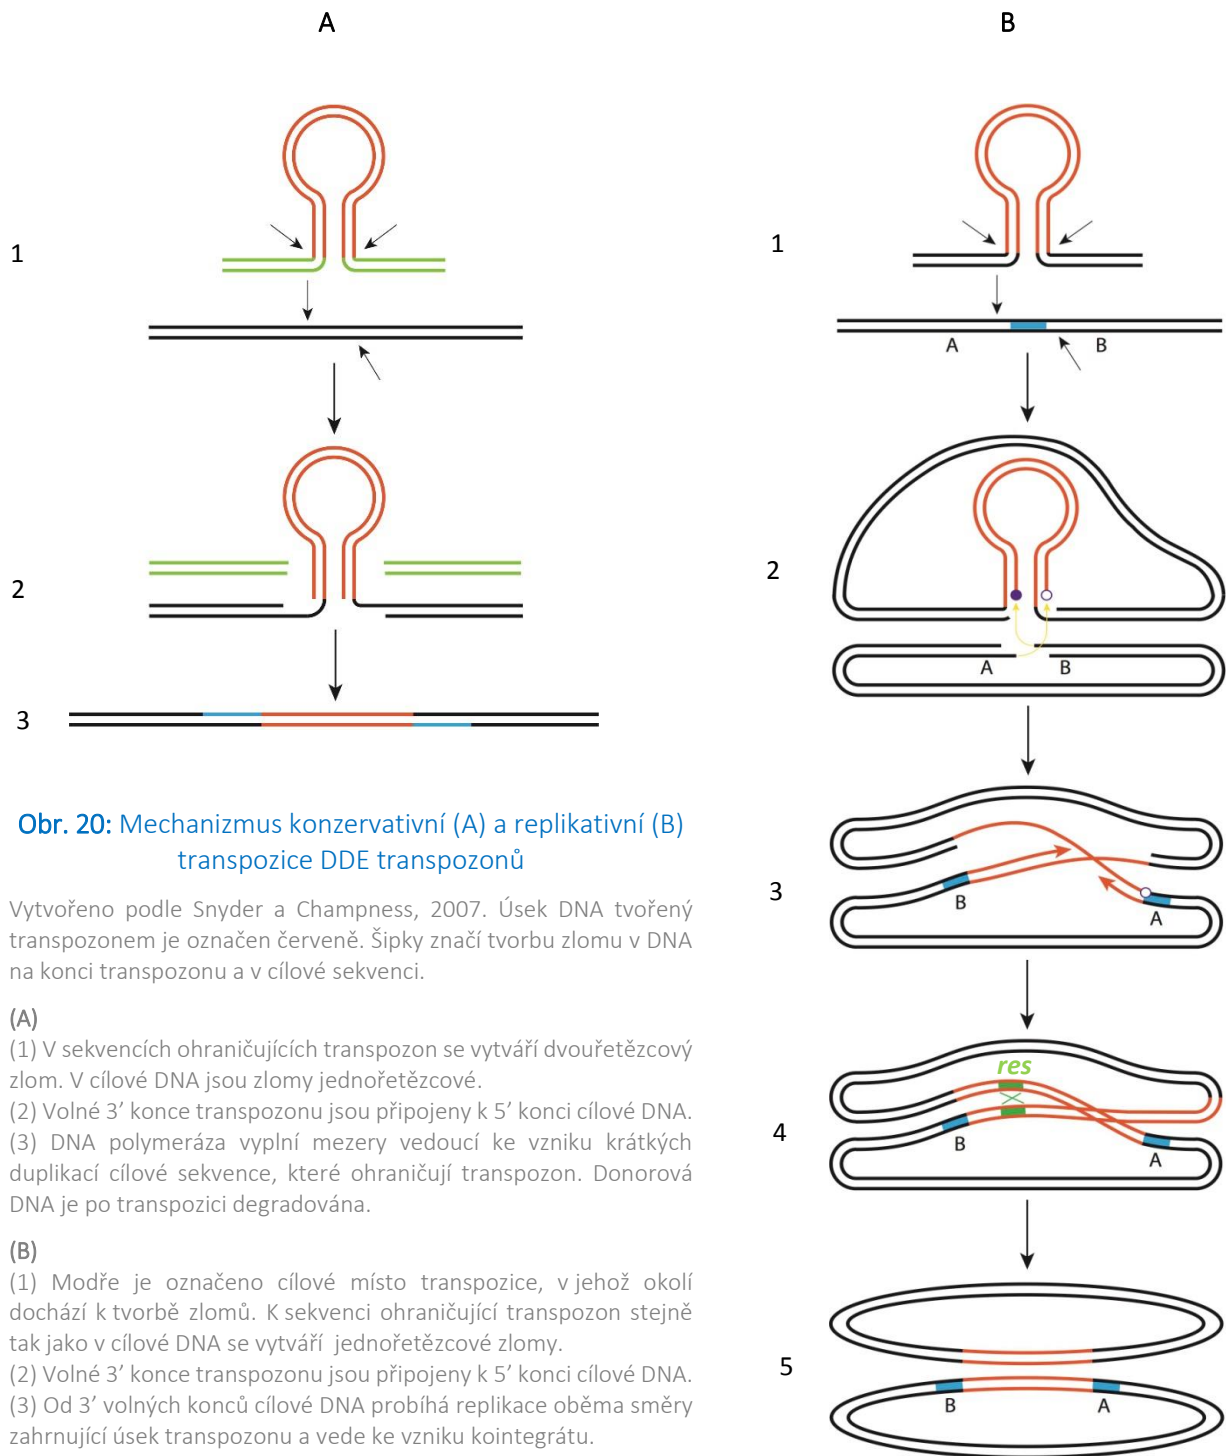 A
1
2
3
Obr. 20: Mechanizmus konzervativní (A) a replikativní (B)
transpozice DDE transpozonů
Vytvořeno podle Snyder a Champness, 2007. Úsek DNA tvořený
transpozonem je označen červeně. Šipky značí tvorbu zlomu v DNA
na konci transpozonu a v cílové sekvenci.
(A)
(1) V sekvencích ohraničujících transpozon se vytváří dvouřetězcový
zlom. V cílové DNA jsou zlomy jednořetězcové.
(2) Volné 3’ konce transpozonu jsou připojeny k 5’ konci cílové DNA.
(3) DNA polymeráza vyplní mezery vedoucí ke vzniku krátkých
duplikací cílové sekvence, které ohraničují transpozon. Donorová
DNA je po transpozici degradována.
(B)
(1) Modře je označeno cílové místo transpozice, v jehož okolí
dochází k tvorbě zlomů. K sekvenci ohraničující transpozon stejně
tak jako v cílové DNA se vytváří jednořetězcové zlomy.
(2) Volné 3’ konce transpozonu jsou připojeny k 5’ konci cílové DNA.
(3) Od 3’ volných konců cílové DNA probíhá replikace oběma směry
zahrnující úsek transpozonu a vede ke vzniku kointegrátu.
B
1
A B
2
A B
3
B A
res
4
B A
5
B A